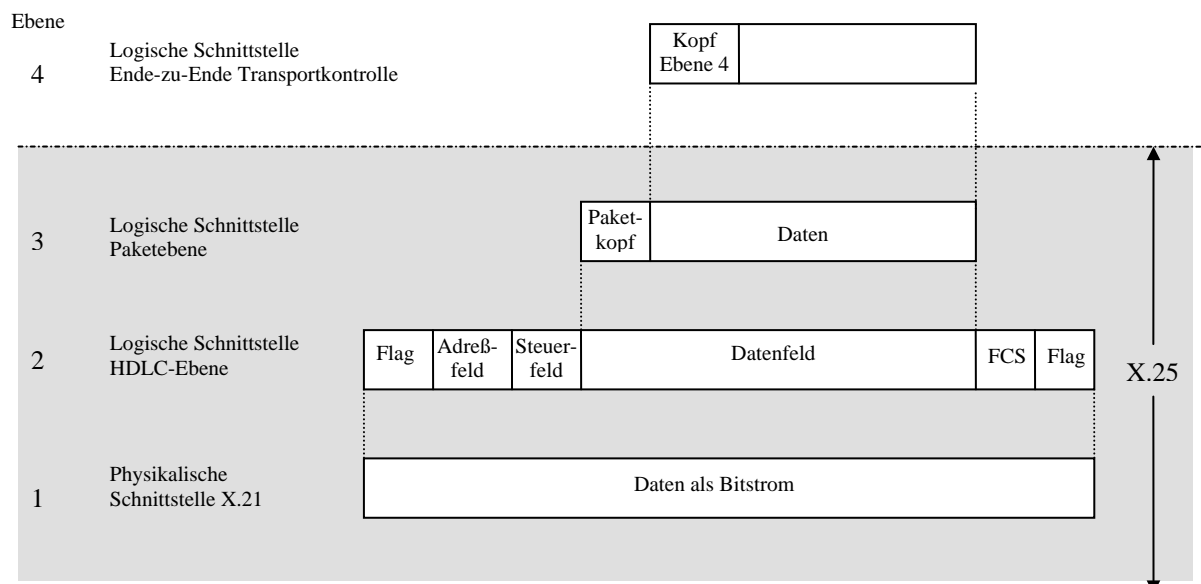 Ebene
4
Logische Schnittstelle
Ende-zu-Ende Transportkontrolle
Kopf
Ebene 4
3
Logische Schnittstelle
Paketebene
Paket-
kopf
Daten
2
Logische Schnittstelle
HDLC-Ebene
Flag
Adreß-
feld
Steuer-
feld
Datenfeld
FCS
Flag
X.25
1
Physikalische
Schnittstelle X.21
Daten als Bitstrom